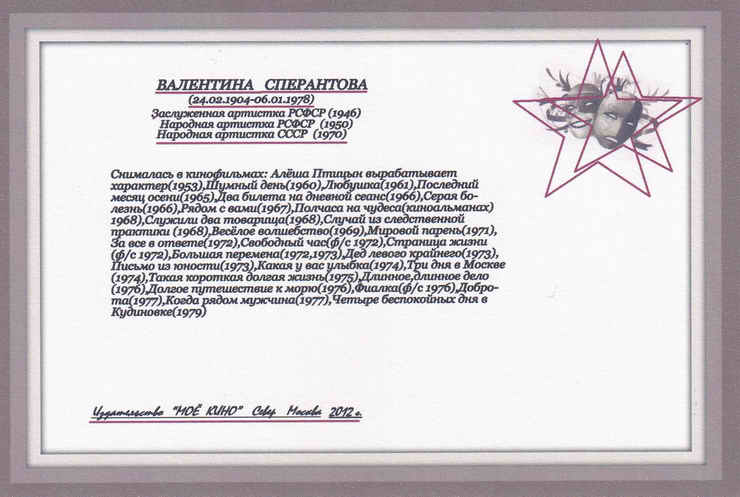 ВАЛЕНТИНА СПЕРАНТОВА
(24.02.1904-06.01.1978)
Заслуженная артистка РСФСР (1946)
Народная артистка РСФСР (1950)
Народная артистка СССР (1970)
Снималась в кинофильмах: Алёша Птицын вырабатывает
характер(1953),Шумный день(1960),Любушка(1961),Последний
месяц осени(1965),Два билета на дневной сеанс(1966),Серая бо-
лезнь(1966),Рядом с вами(1967),Полчаса на чудеса(киноальманах)
1968),Служили два товарища(1968),Случай из следственной
практики (1968),Весёлое волшебство(1969),Мировой парень(1971),
За все в ответе(1972),Свободный час(ф/с 1972),Страница жизни
(ф/с 1972),Большая перемена(1972,1973),Дед левого крайнего(1973),
Письмо из юности(1973),Какая у вас улыбка(1974),Три дня в Москве
(1974),Такая короткая долгая жизнь(1975),Длинное,длинное дело
(1976),Долгое путешествие к морю(1976),Фиалка(ф/с 1976),Добро-
та(1977),Когда рядом мужчина(1977),Четыре беспокойных дня в
Кудиновке(1979)
Издательство "МОЁ КИНО" Север Москва 2012 г.